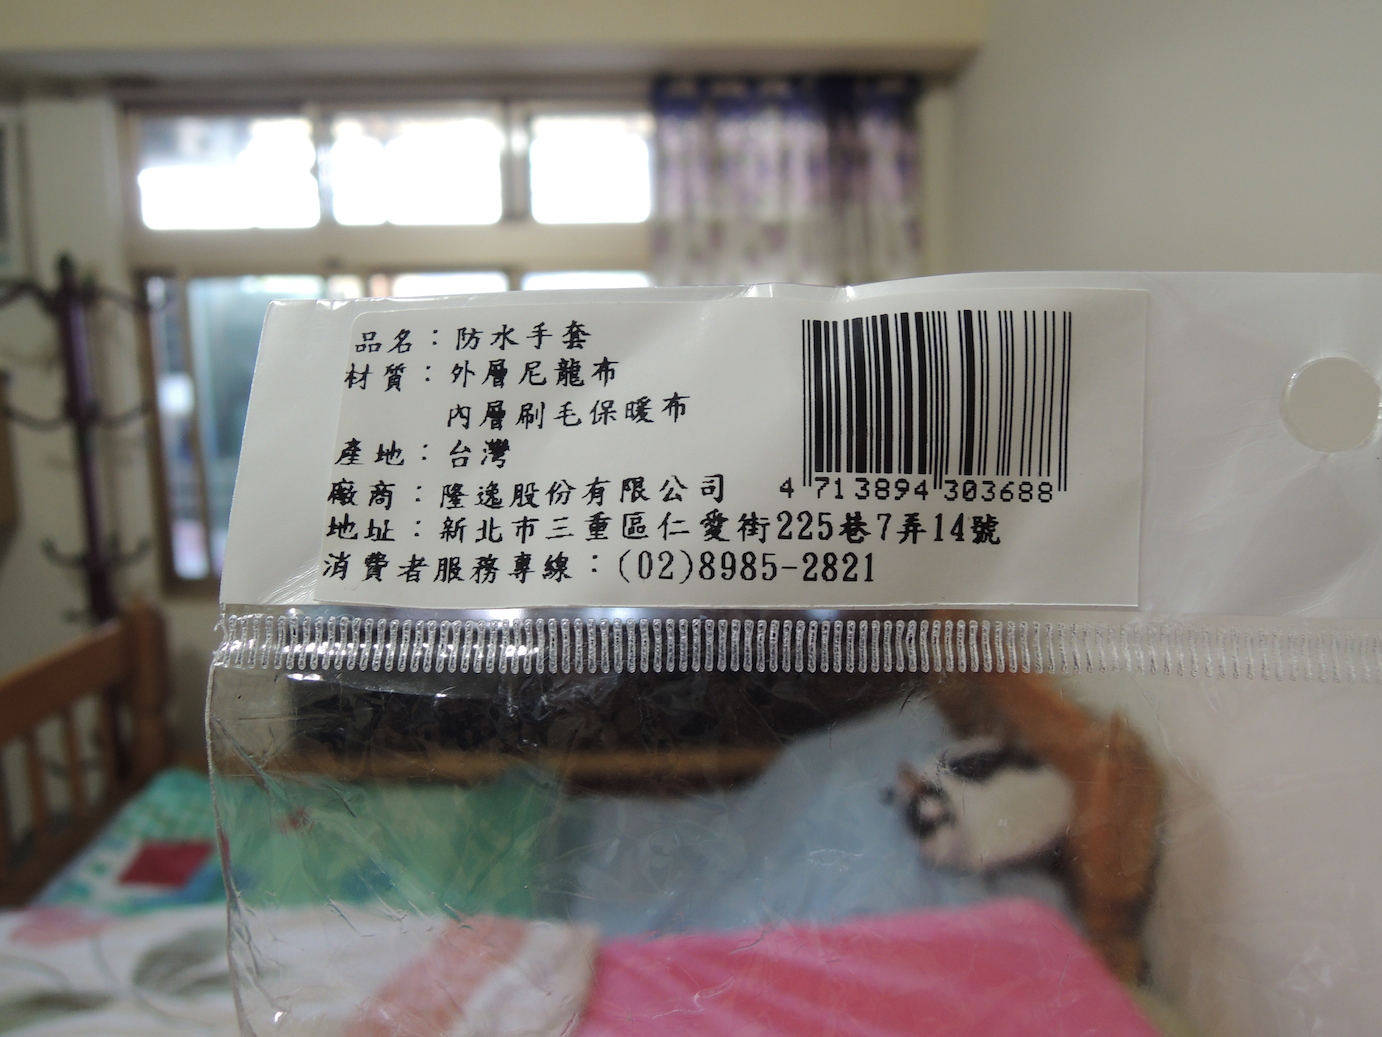 品名：防水手套
材質：外層尼龍布
內層刷毛保暖布
產地：台灣
廠商：隆逸股份有限公司
4 713894 303688
地址：新北市三重區仁愛街225巷7弄14號
消費者服務專線：(02)8985-2821